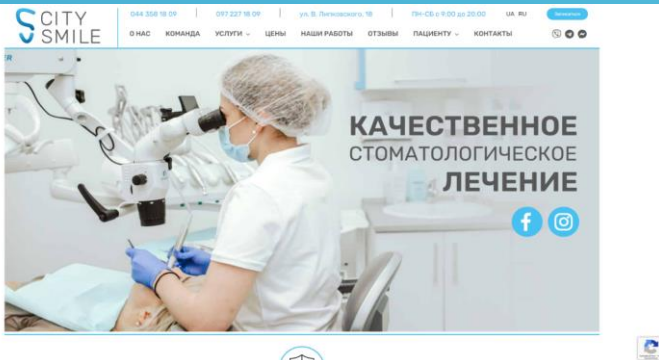 CITY
SMILE
044 358 18 09
097 227 18 09
ул. В. Липковского, 18
ПН-СБ с 9:00 до 20:00
UA RU
О НАС
КОМАНДА
УСЛУГИ
ЦЕНЫ
НАШИ РАБОТЫ
ОТЗЫВЫ
ПАЦИЕНТУ
КОНТАКТЫ
КАЧЕСТВЕННОЕ
СТОМАТОЛОГИЧЕСКОЕ
ЛЕЧЕНИЕ